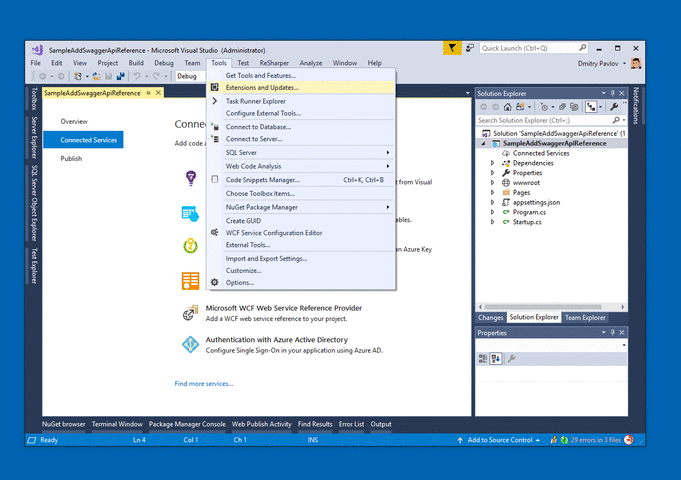 SampleAddSwaggerApiReference - Microsoft Visual Studio (Administrator)
Quick Launch (Ctrl+Q)
File Edit View Project Build Debug Team Tools Test ReSharper Analyze Window Help
Dmitry Pavlov
Debug
Toolbox
Server Explorer
SQL Server Object Explorer
Test Explorer
SampleAddSwaggerApiReference
Overview
Connected Services
Publish
Conne
Add code a
t from Visual
ables.
an Azure Key
Get Tools and Features...
Extensions and Updates...
Task Runner Explorer
Configure External Tools...
Connect to Database...
Connect to Server...
SQL Server
Web Code Analysis
Code Snippets Manager... Ctrl+K, Ctrl+B
Choose Toolbox Items...
NuGet Package Manager
Create GUID
WCF Service Configuration Editor
External Tools...
Import and Export Settings...
Customize...
Options...
Microsoft WCF Web Service Reference Provider
Add a WCF web service reference to your project.
Authentication with Azure Active Directory
Configure Single Sign-On in your application using Azure AD.
Find more services...
Solution Explorer
Search Solution Explorer (Ctrl+;)
Solution 'SampleAddSwaggerApiReference' (1
SampleAddSwaggerApiReference
Connected Services
Dependencies
Properties
wwwroot
Pages
appsettings.json
Program.cs
Startup.cs
Changes Solution Explorer Team Explorer
Properties
Notifications
NuGet browser Terminal Window Package Manager Console Web Publish Activity Find Results Error List Output
Ready Ln 4 Col 1 Ch 1 INS Add to Source Control 29 errors in 3 files